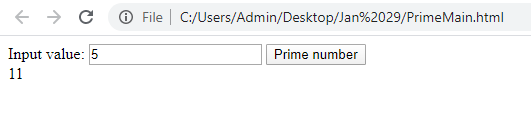 File | C:/Users/Admin/Desktop/Jan%2029/PrimeMain.html
Input value: 5 Prime number
11